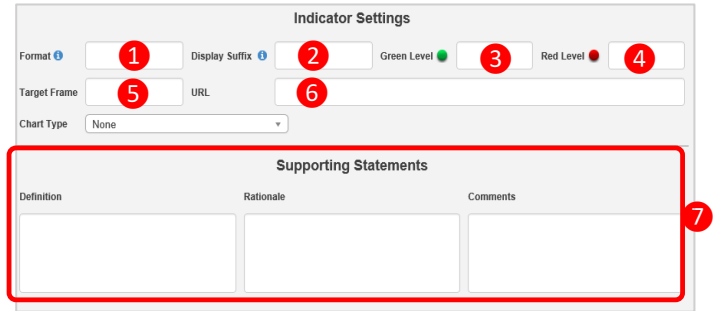 Indicator Settings
Format i 1 Display Suffix i 2 Green Level 3 Red Level 4
Target Frame 5 URL 6
Chart Type None
Supporting Statements
7
Definition Rationale Comments